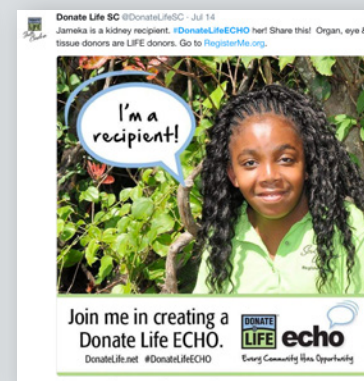 Donate Life SC @DonateLifeSC · Jul 14
Jameka is a kidney recipient. #DonateLifeECHO her! Share this! Organ, eye &
tissue donors are LIFE donors. Go to RegisterMe.org.
I'm a
recipient!
Join me in creating a
Donate Life ECHO.
DonateLife.net #DonateLifeECHO
DONATE
LIFE
echo
Every Community Has Opportunity